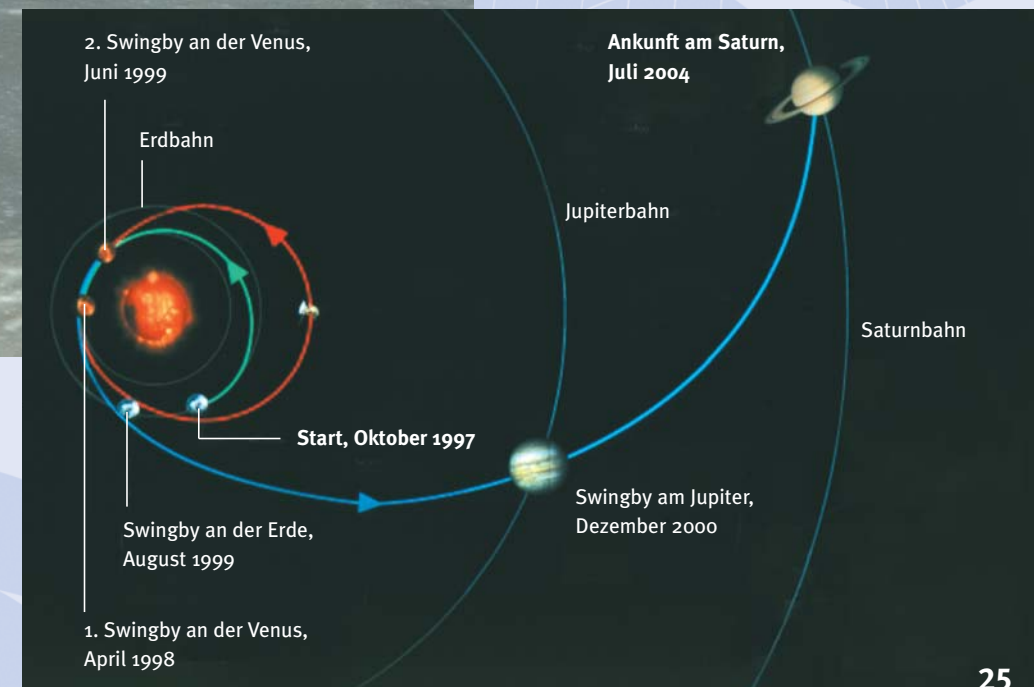 2. Swingby an der Venus,
Juni 1999
Erdbahn
Ankunft am Saturn,
Juli 2004
Jupiterbahn
Saturnbahn
Start, Oktober 1997
Swingby am Jupiter,
Dezember 2000
Swingby an der Erde,
August 1999
1. Swingby an der Venus,
April 1998
25